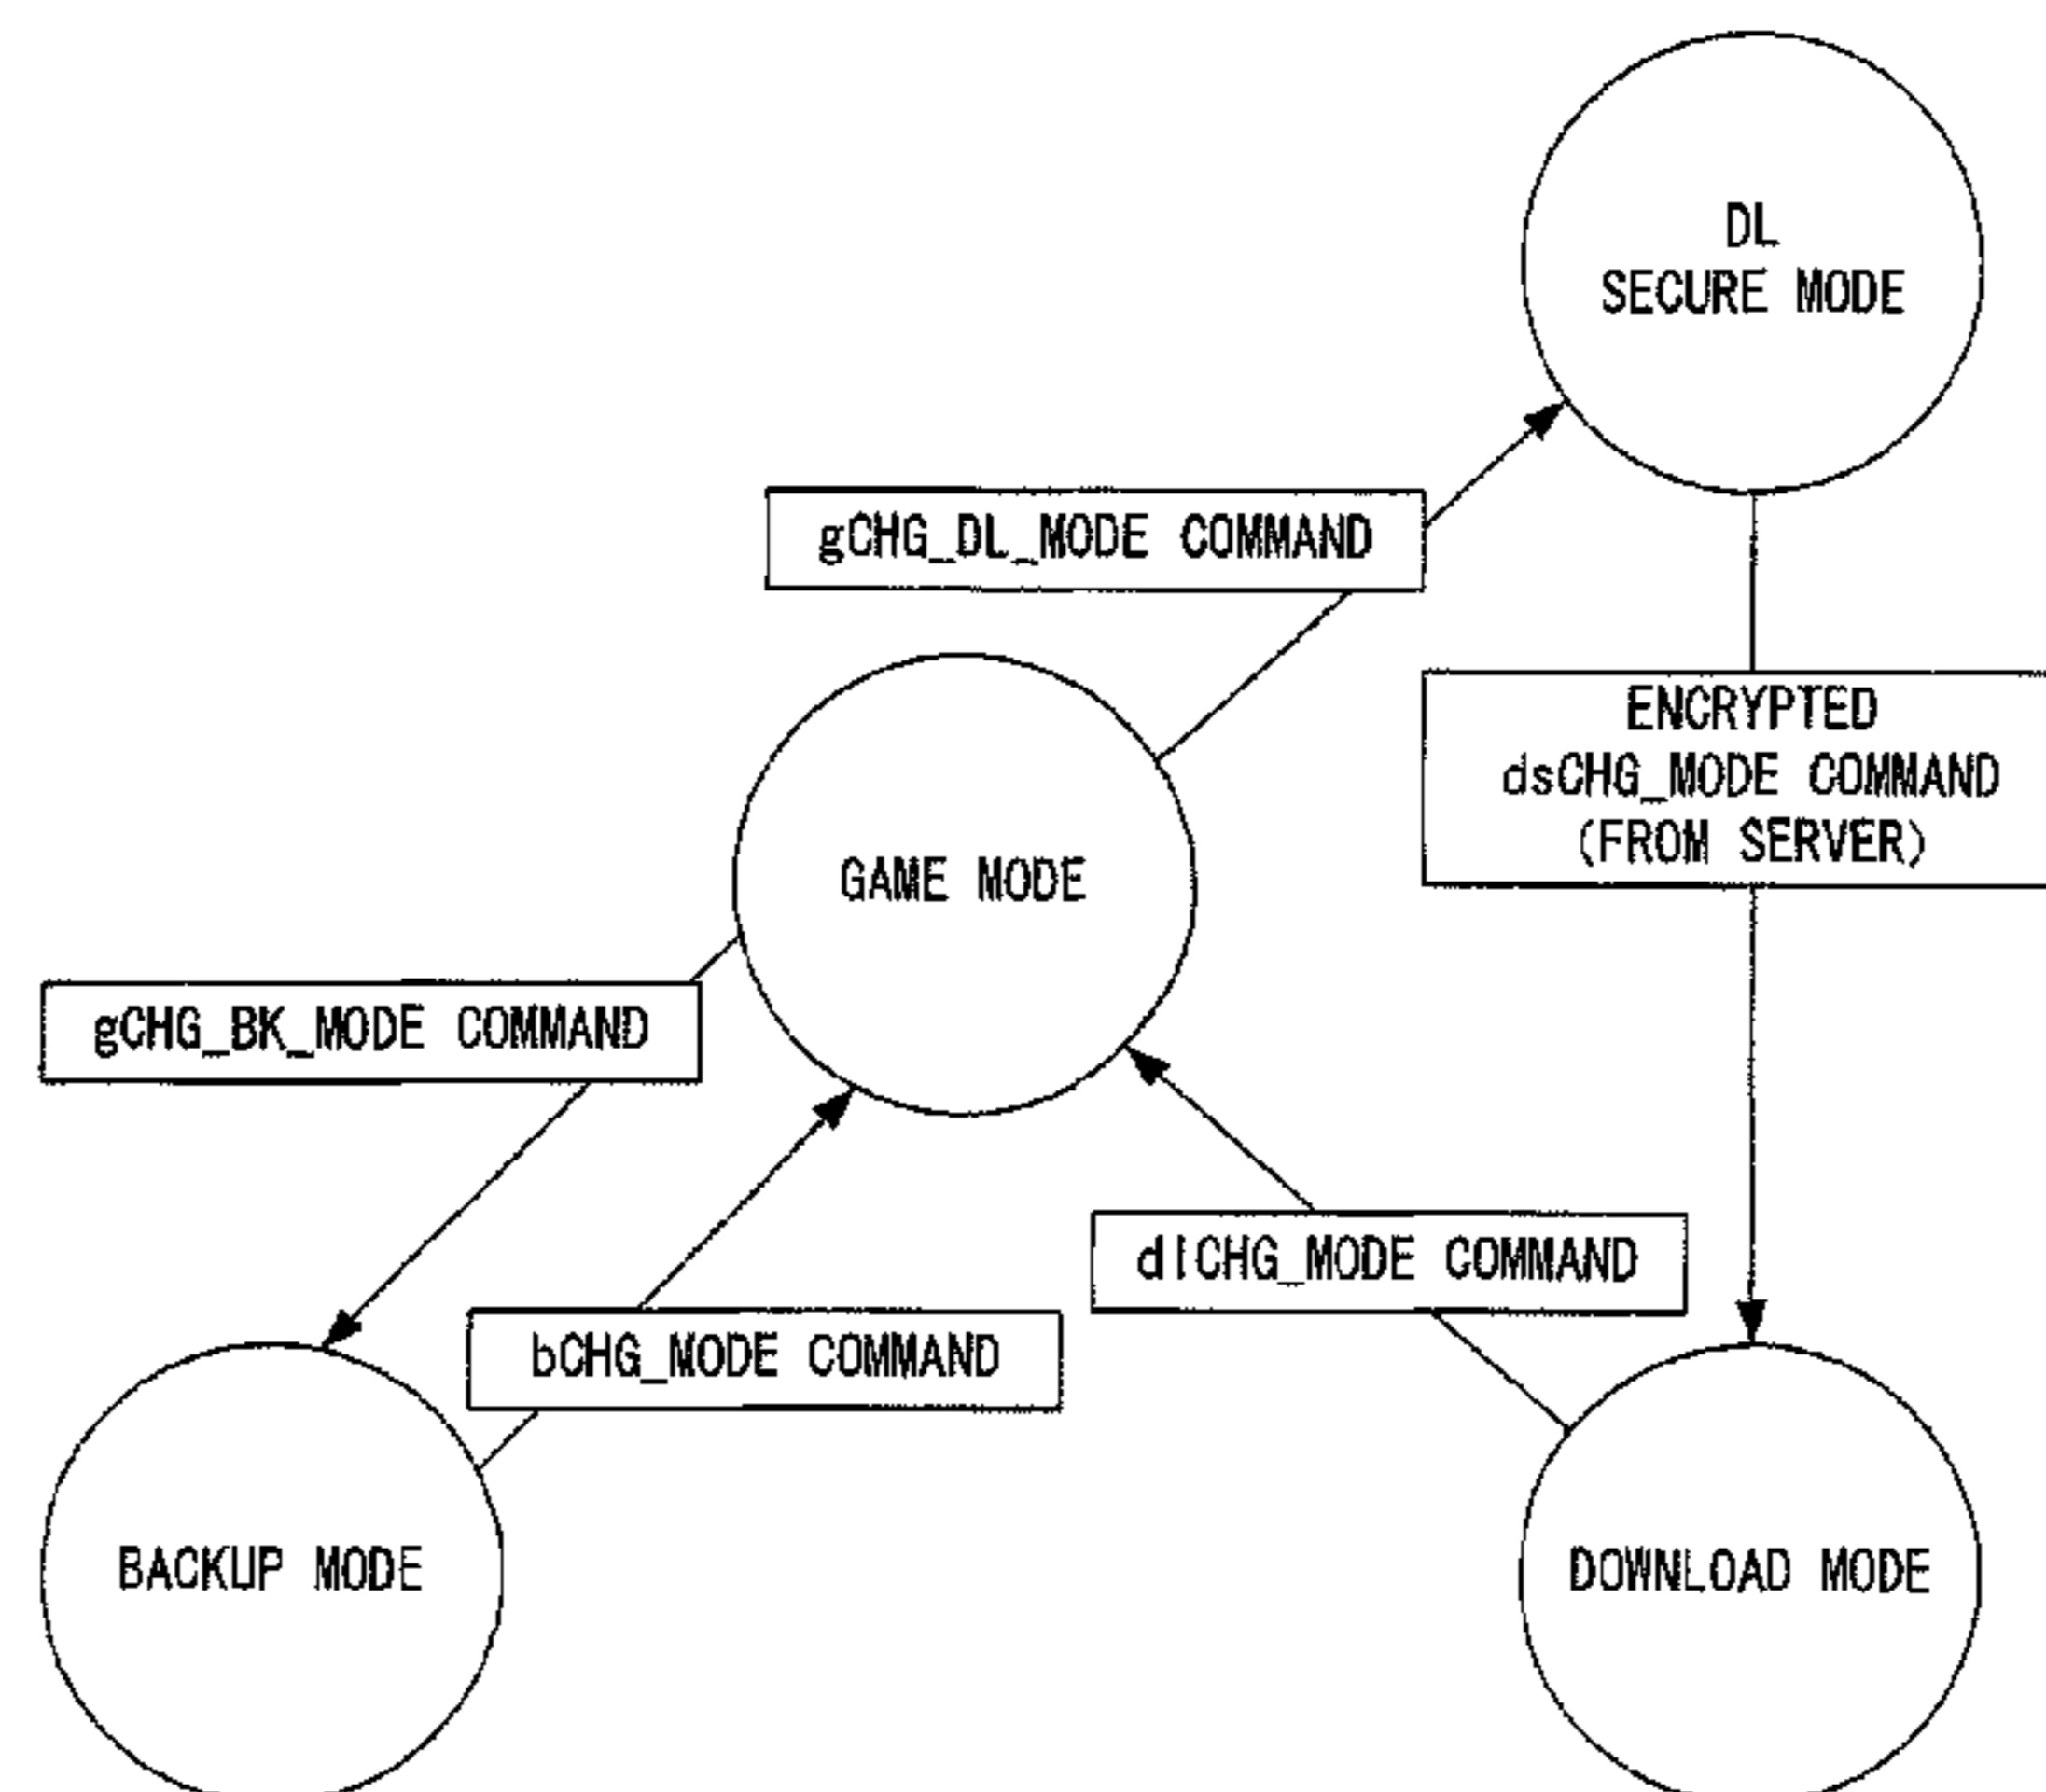 DL
SECURE MODE
gCHG_DL_MODE COMMAND
ENCRYPTED
dsCHG_MODE COMMAND
(FROM SERVER)
GAME MODE
gCHG_BK_MODE COMMAND
dlCHG_MODE COMMAND
bCHG_MODE COMMAND
BACKUP MODE
DOWNLOAD MODE